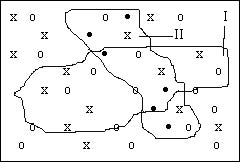 x o o • x o I
x • x II
x o • o x
x o x o
o o x • x o
x • o x
o x x • o o
o x o x